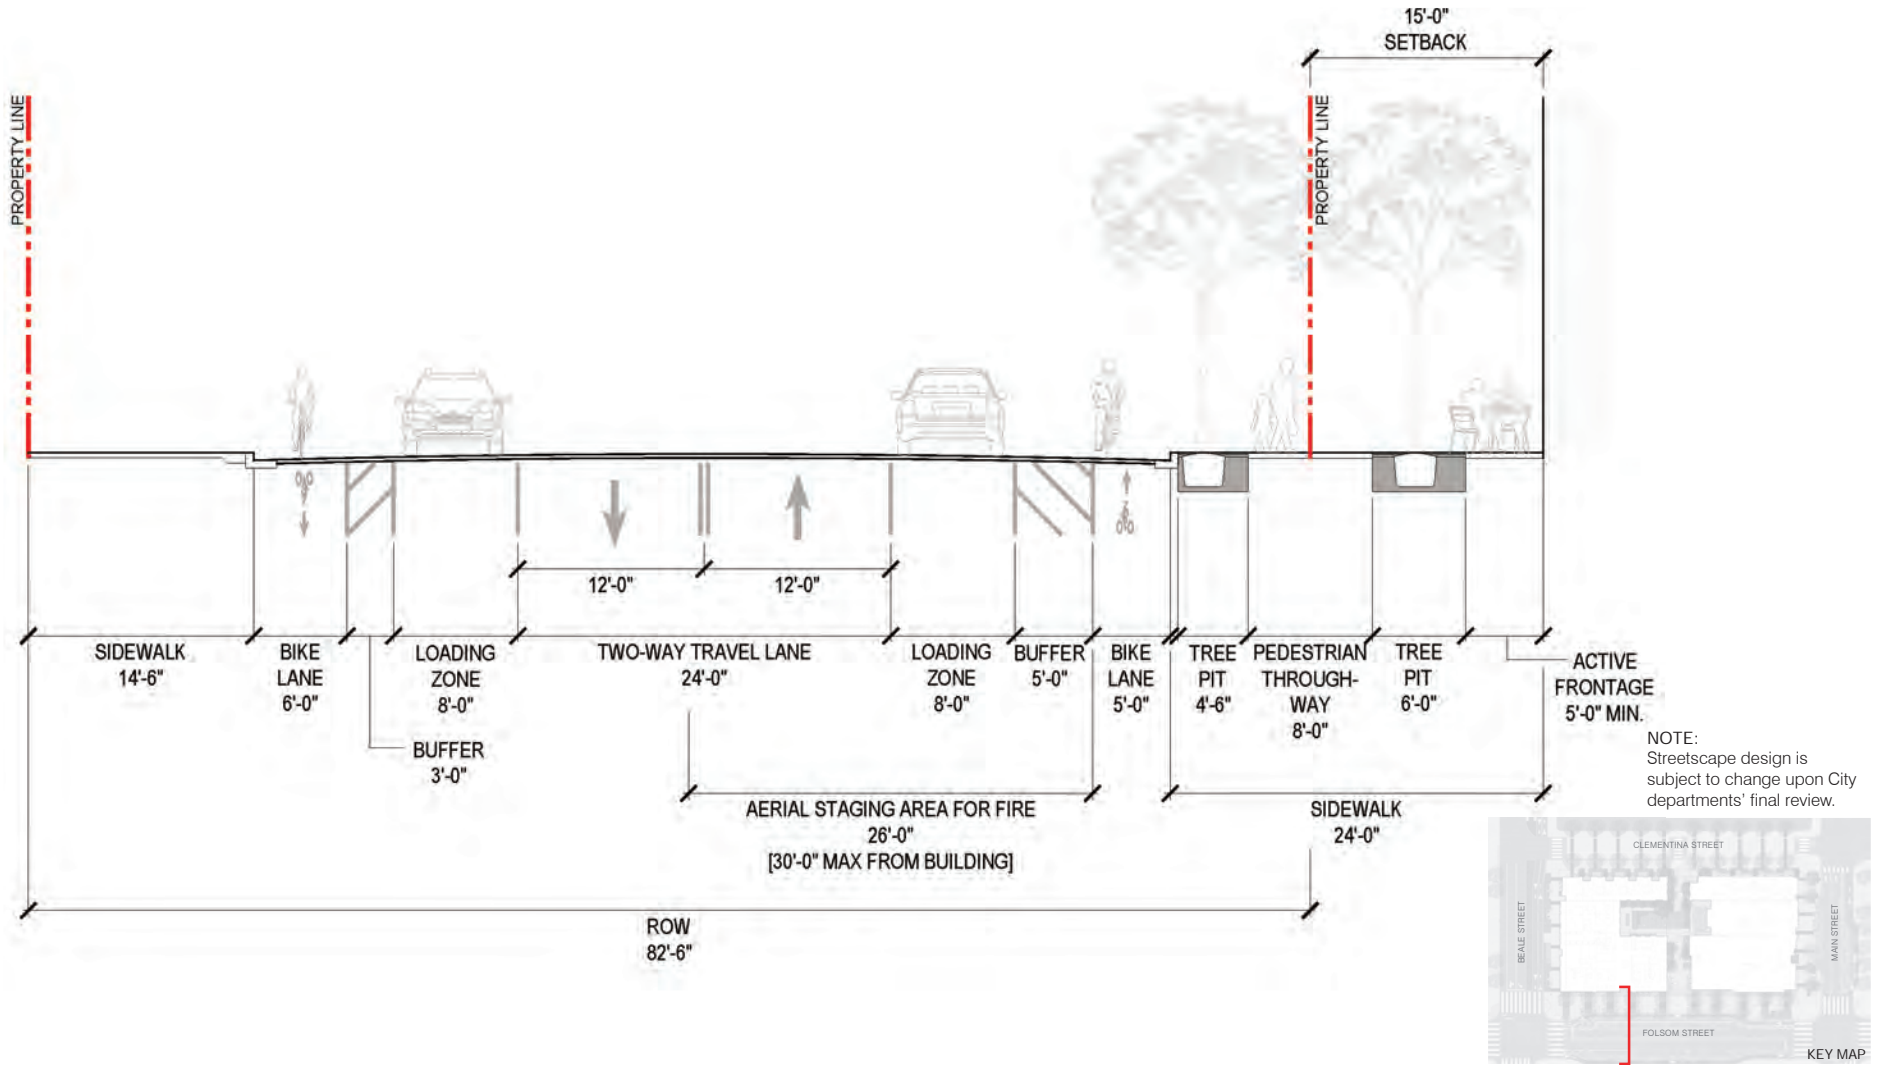 15'-0"
SETBACK
PROPERTY LINE
PROPERTY LINE
12'-0"
12'-0"
SIDEWALK
14'-6"
BIKE
LANE
6'-0"
LOADING
ZONE
8'-0"
TWO-WAY TRAVEL LANE
24'-0"
LOADING
ZONE
8'-0"
BUFFER
5'-0"
BIKE
LANE
5'-0"
TREE
PIT
4'-6"
PEDESTRIAN
THROUGH-
WAY
8'-0"
TREE
PIT
6'-0"
ACTIVE
FRONTAGE
5'-0" MIN.
BUFFER
3'-0"
AERIAL STAGING AREA FOR FIRE
26'-0"
[30'-0" MAX FROM BUILDING]
SIDEWALK
24'-0"
ROW
82'-6"
NOTE:
Streetscape design is
subject to change upon City
departments' final review.
CLEMENTINA STREET
BEALE STREET
MAIN STREET
FOLSOM STREET
KEY MAP